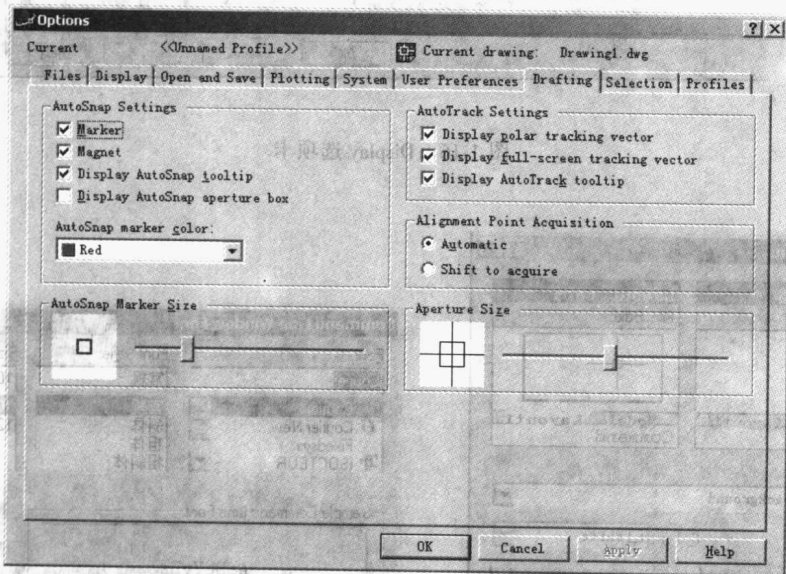 Options
Current <<Unnamed Profile>> Current drawing: Drawing1.dwg
Files Display Open and Save Plotting System User Preferences Drafting Selection Profiles
AutoSnap Settings
Marker
Magnet
Display AutoSnap tooltip
Display AutoSnap aperture box
AutoSnap marker color:
Red
AutoTrack Settings
Display polar tracking vector
Display full-screen tracking vector
Display AutoTrack tooltip
Alignment Point Acquisition
Automatic
Shift to acquire
AutoSnap Marker Size
Aperture Size
OK Cancel Apply Help